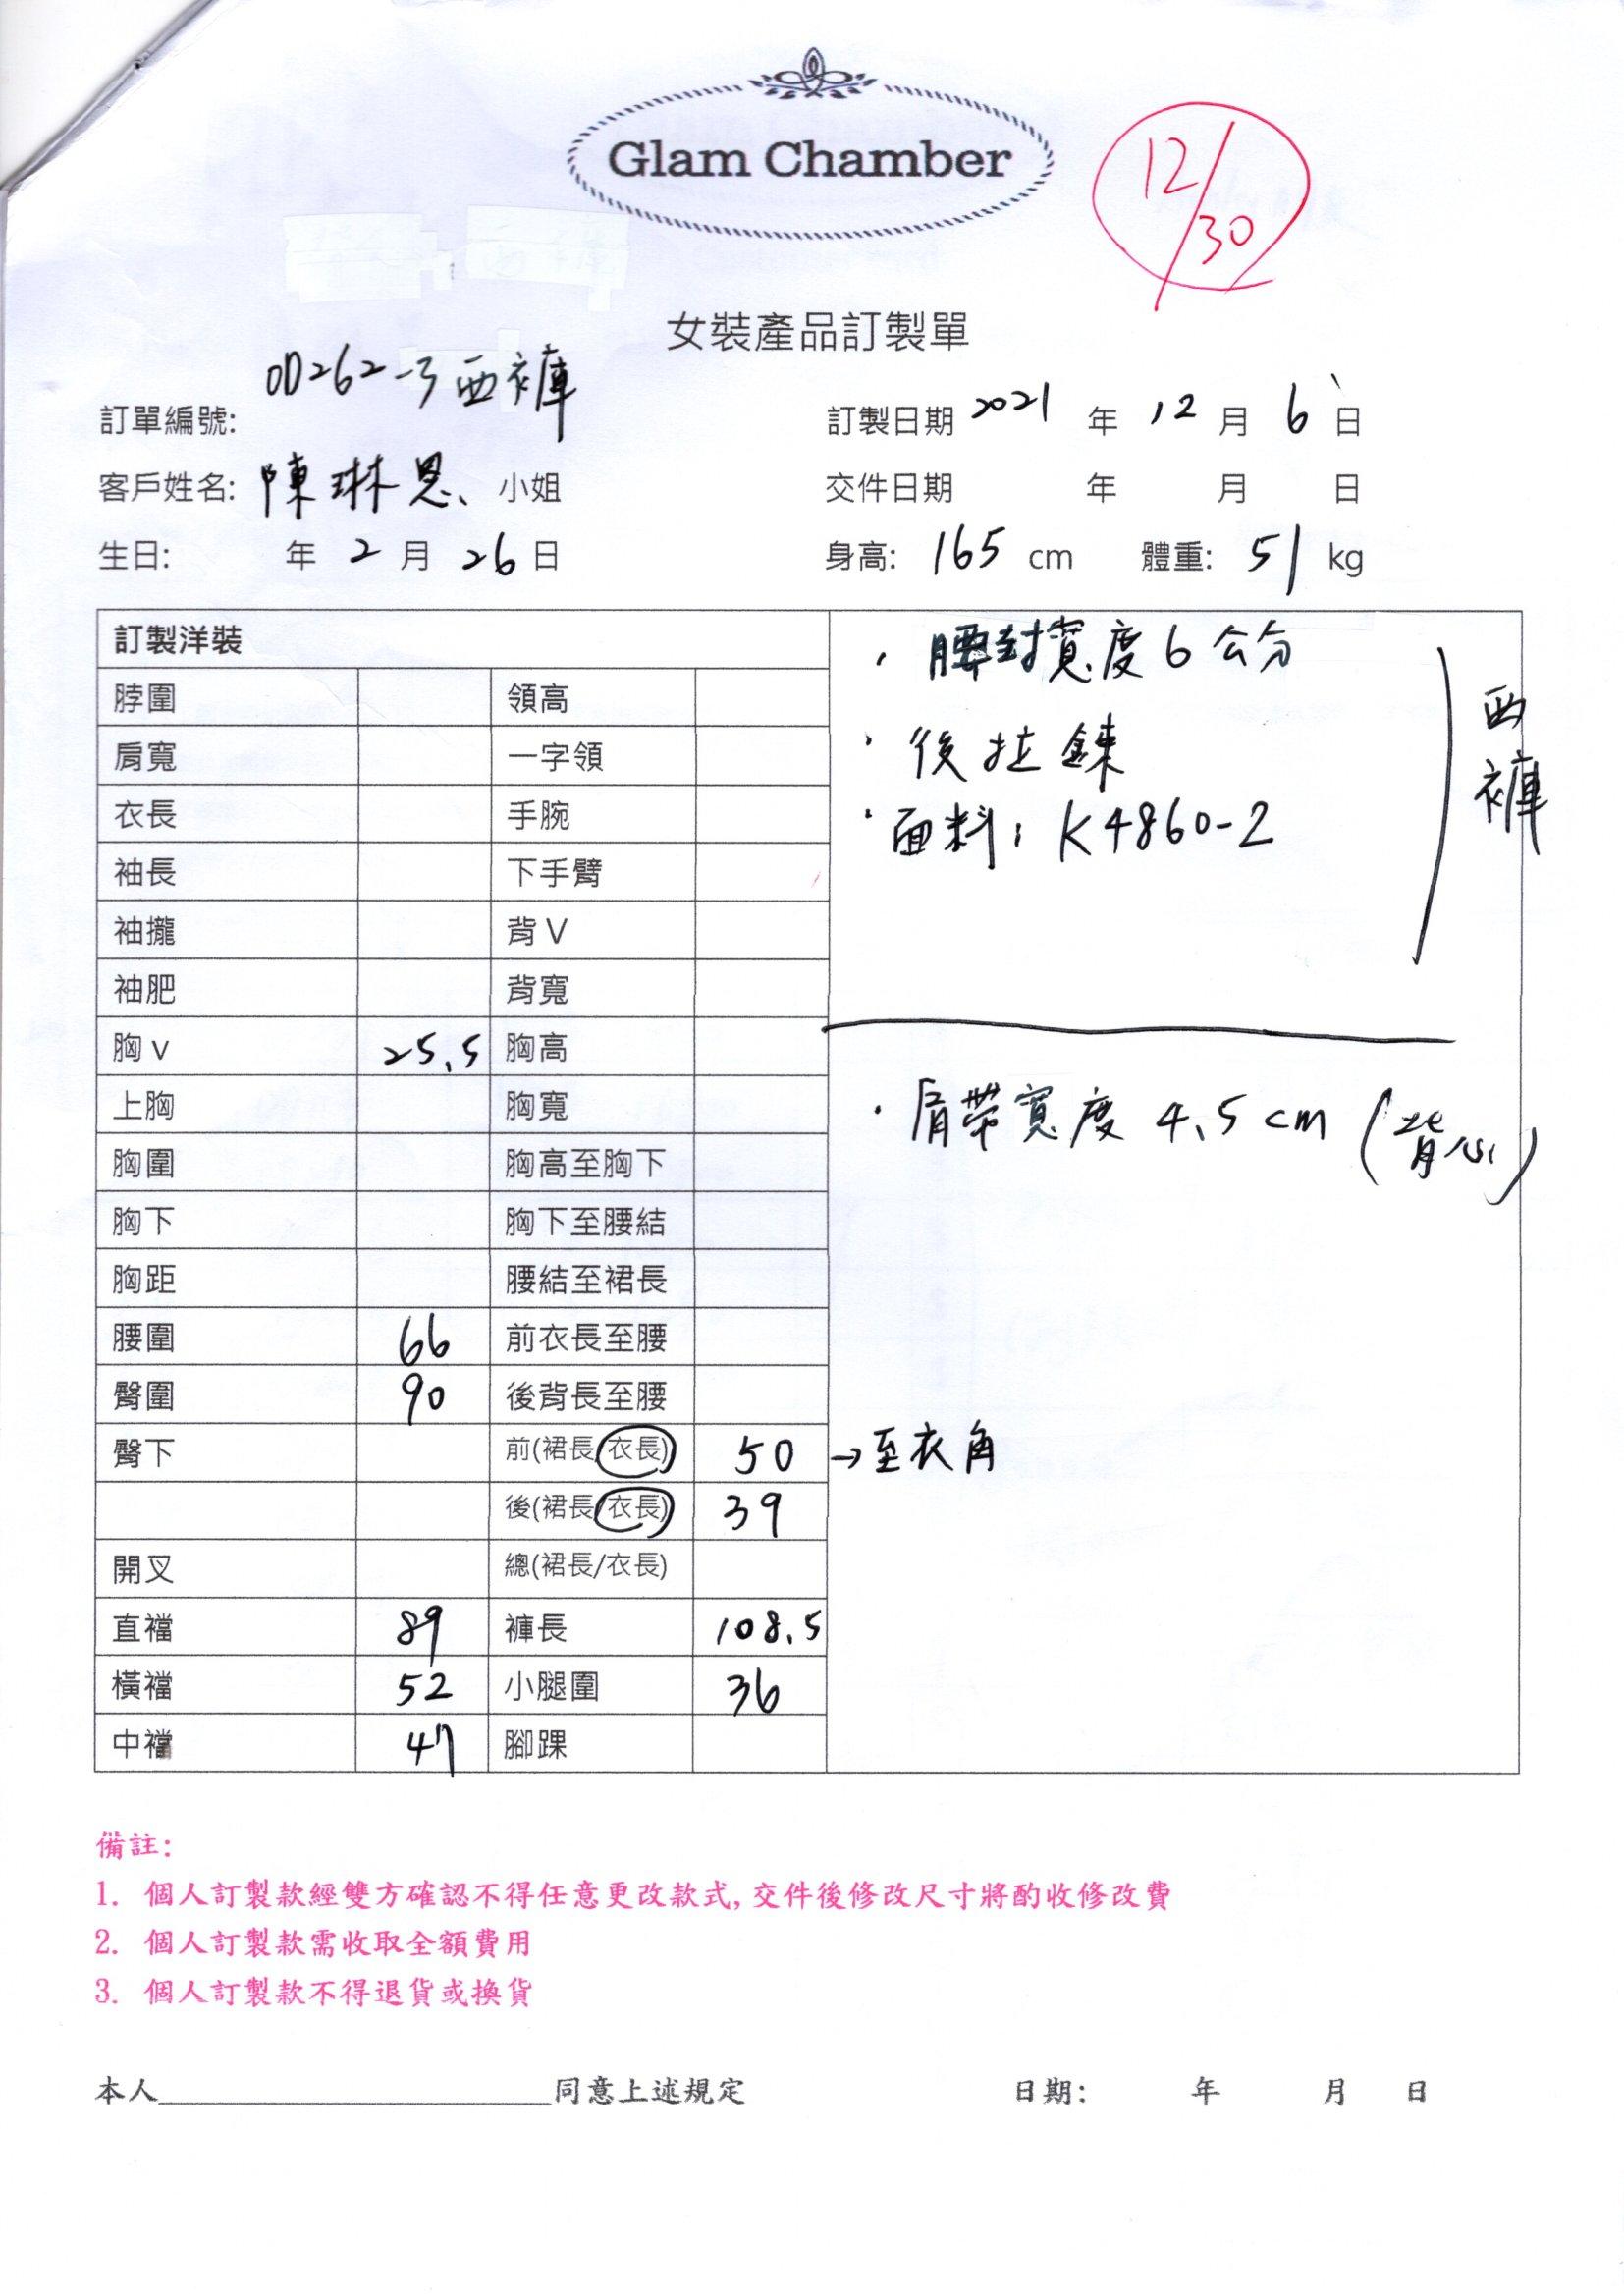 Glam Chamber
12/30
女裝產品訂製單
訂單編號: OD262-3 西褲
訂製日期 2021 年 12 月 6 日
客戶姓名: 陳琳恩、小姐
交件日期 年 月 日
生日: 年 2 月 26 日
身高: 165 cm 體重: 51 kg
訂製洋裝
脖圍 領高
肩寬 一字領
衣長 手腕
袖長 下手臂
袖攏 背V
袖肥 背寬
胸v 25.5 胸高
上胸 胸寬
胸圍 胸高至胸下
胸下 胸下至腰結
胸距 腰結至裙長
腰圍 66 前衣長至腰
臀圍 90 後背長至腰
臀下 前(裙長/衣長) 50 →至衣角
後(裙長/衣長) 39
開叉 總(裙長/衣長)
直襠 89 褲長 108.5
橫襠 52 小腿圍 36
中襠 47 腳踝
· 腰封寬度6公分
· 後拉鍊
· 面料: K4860-2
西褲
· 肩帶寬度 4.5cm (背心)
備註:
1. 個人訂製款經雙方確認不得任意更改款式,交件後修改尺寸將酌收修改費
2. 個人訂製款需收取全額費用
3. 個人訂製款不得退貨或換貨
本人____________________同意上述規定 日期: 年 月 日